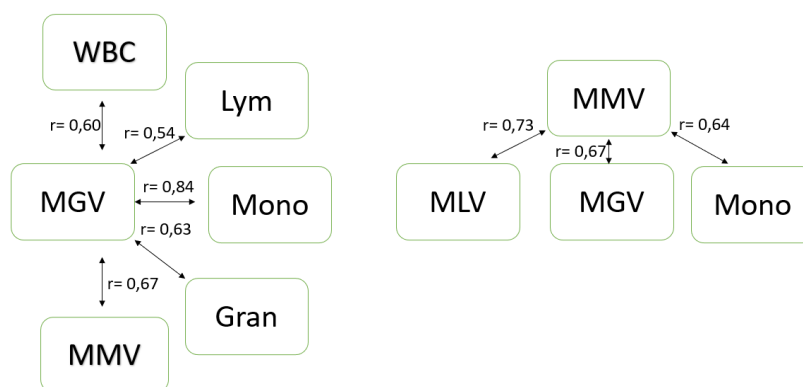 WBC
r= 0,60
r= 0,54
Lym
MGV
r= 0,84
Mono
r= 0,63
r= 0,67
Gran
MMV
MMV
r= 0,73
r= 0,67
r= 0,64
MLV
MGV
Mono